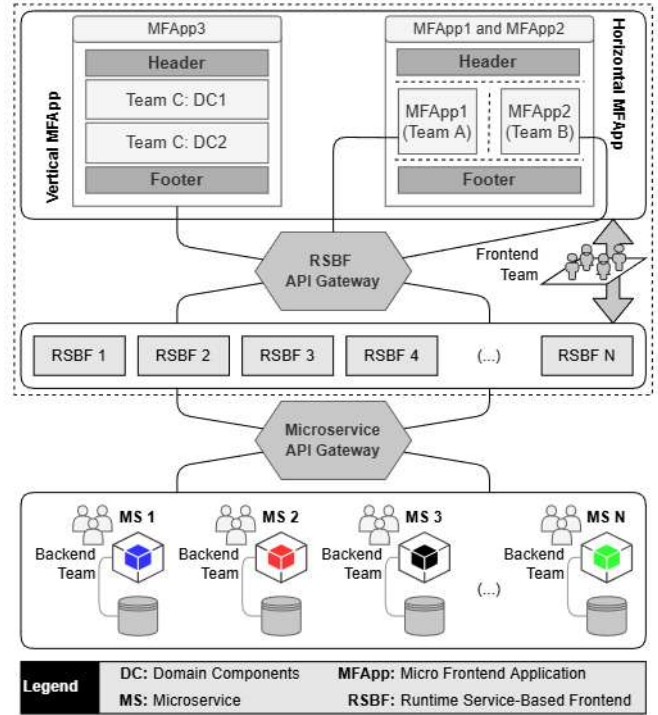 MFApp3
Header
Team C: DC1
Team C: DC2
Footer
Vertical MFApp
MFApp1 and MFApp2
Header
MFApp1
(Team A)
MFApp2
(Team B)
Footer
Horizontal MFApp
RSBF
API Gateway
Frontend
Team
RSBF 1
RSBF 2
RSBF 3
RSBF 4
(...)
RSBF N
Microservice
API Gateway
MS 1
Backend
Team
MS 2
Backend
Team
MS 3
Backend
Team
(...)
MS N
Backend
Team
Legend
DC: Domain Components
MFApp: Micro Frontend Application
MS: Microservice
RSBF: Runtime Service-Based Frontend